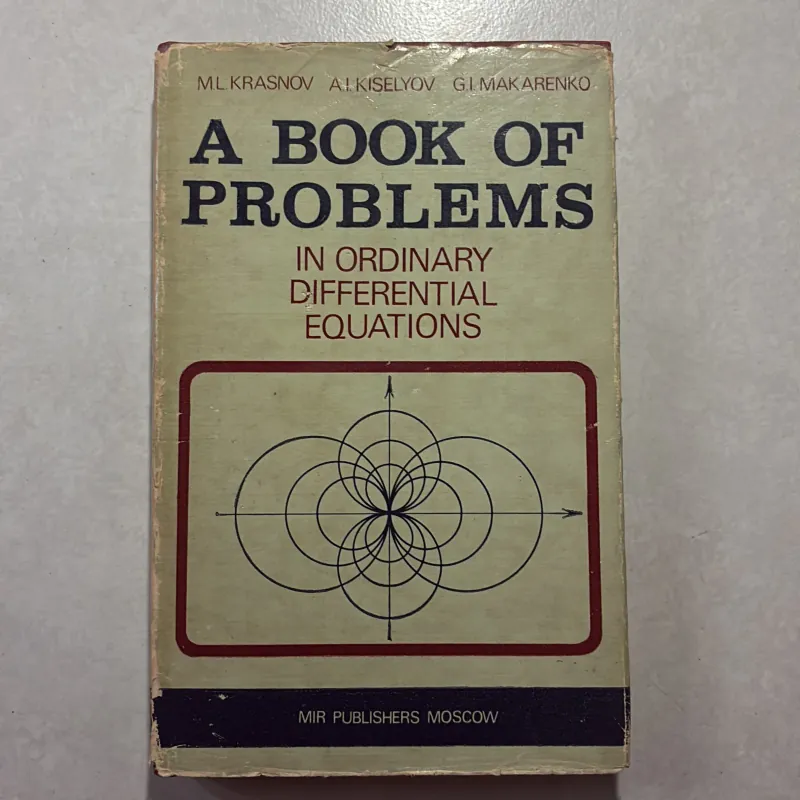 M.L.KRASNOV A.I.KISELYOV G.I.MAKARENKO
A BOOK OF
PROBLEMS
IN ORDINARY
DIFFERENTIAL
EQUATIONS
MIR PUBLISHERS MOSCOW